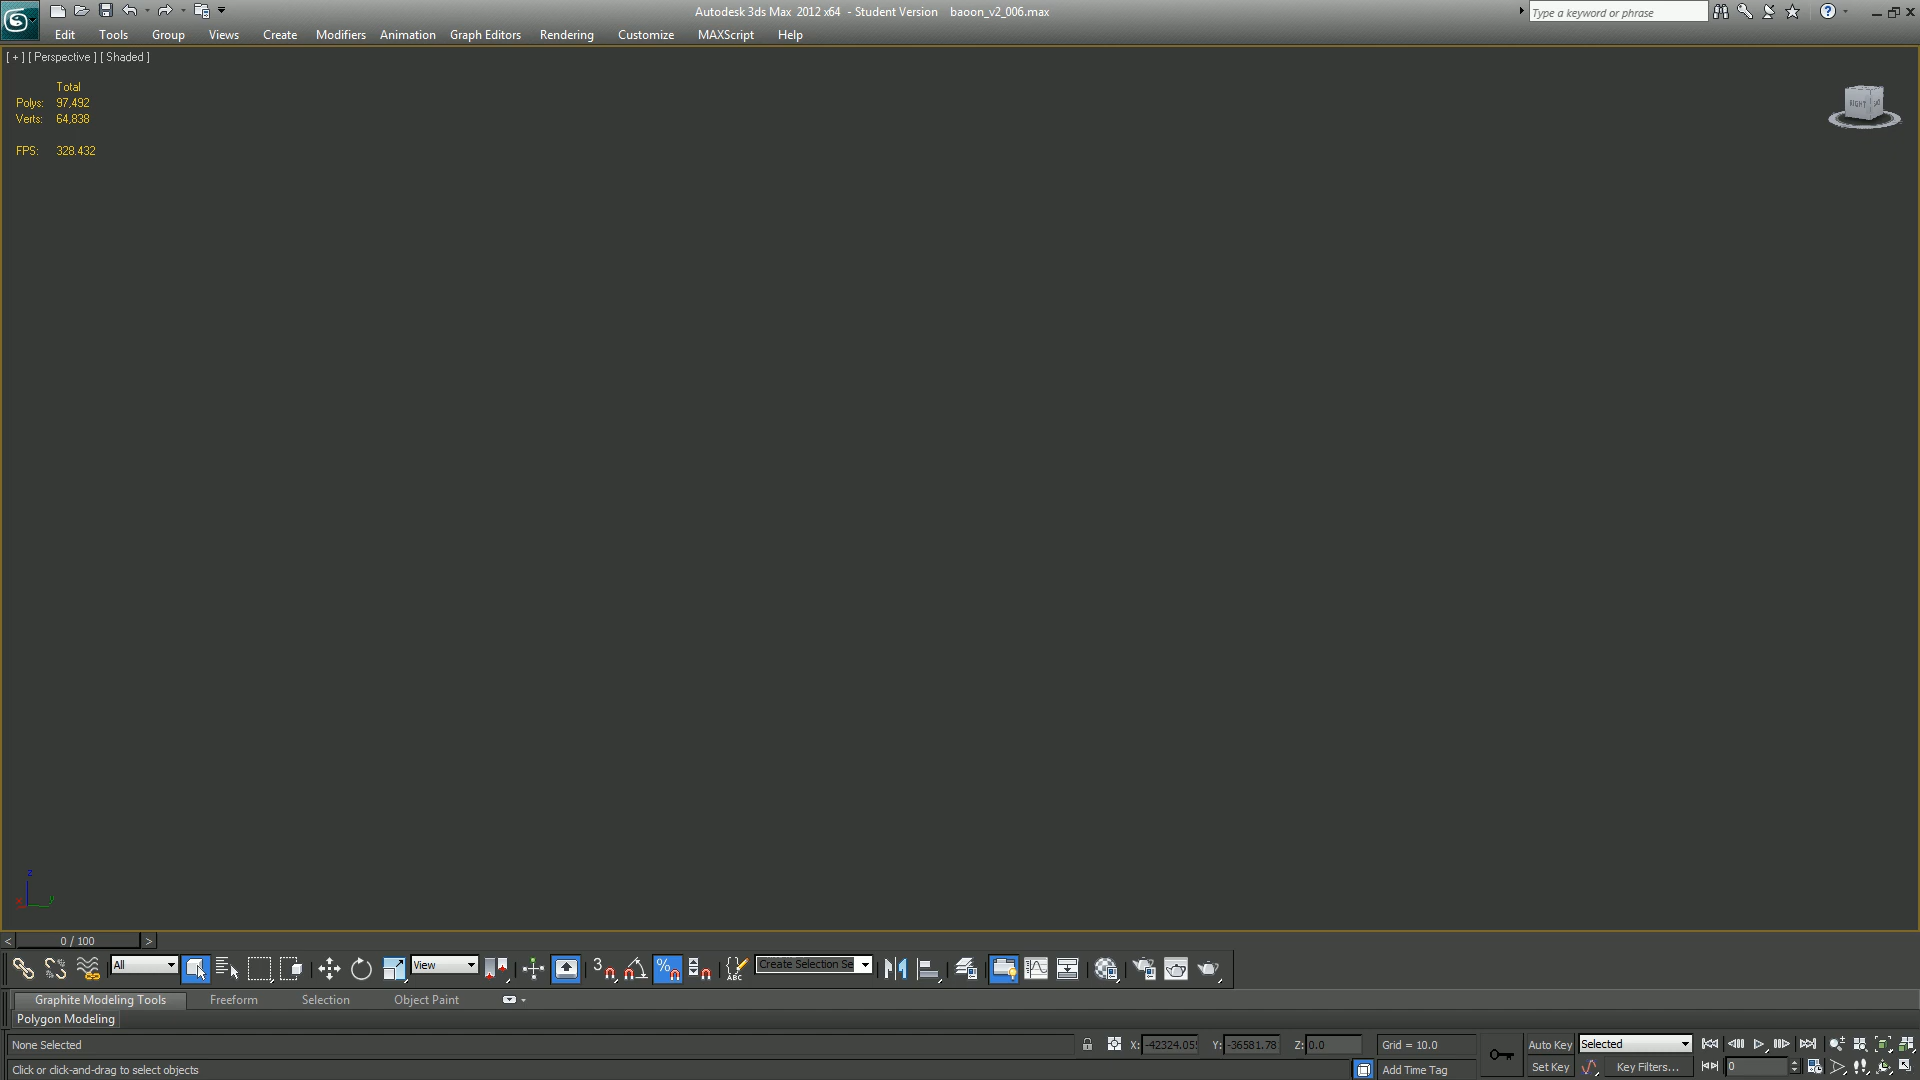 Autodesk 3ds Max 2012 x64 - Student Version baoon_v2_006.max
Type a keyword or phrase
Edit Tools Group Views Create Modifiers Animation Graph Editors Rendering Customize MAXScript Help
[ + ] [ Perspective ] [ Shaded ]
Total
Polys: 97,492
Verts: 64,838
FPS: 328.432
RIGHT
z
x y
< 0 / 100 >
All
View
3
%
ABC
Create Selection Se
Graphite Modeling Tools Freeform Selection Object Paint
Polygon Modeling
None Selected
X: -42324.05 Y: -36581.78 Z: 0.0
Grid = 10.0
Auto Key Selected
Click or click-and-drag to select objects
Add Time Tag
Set Key Key Filters...
0